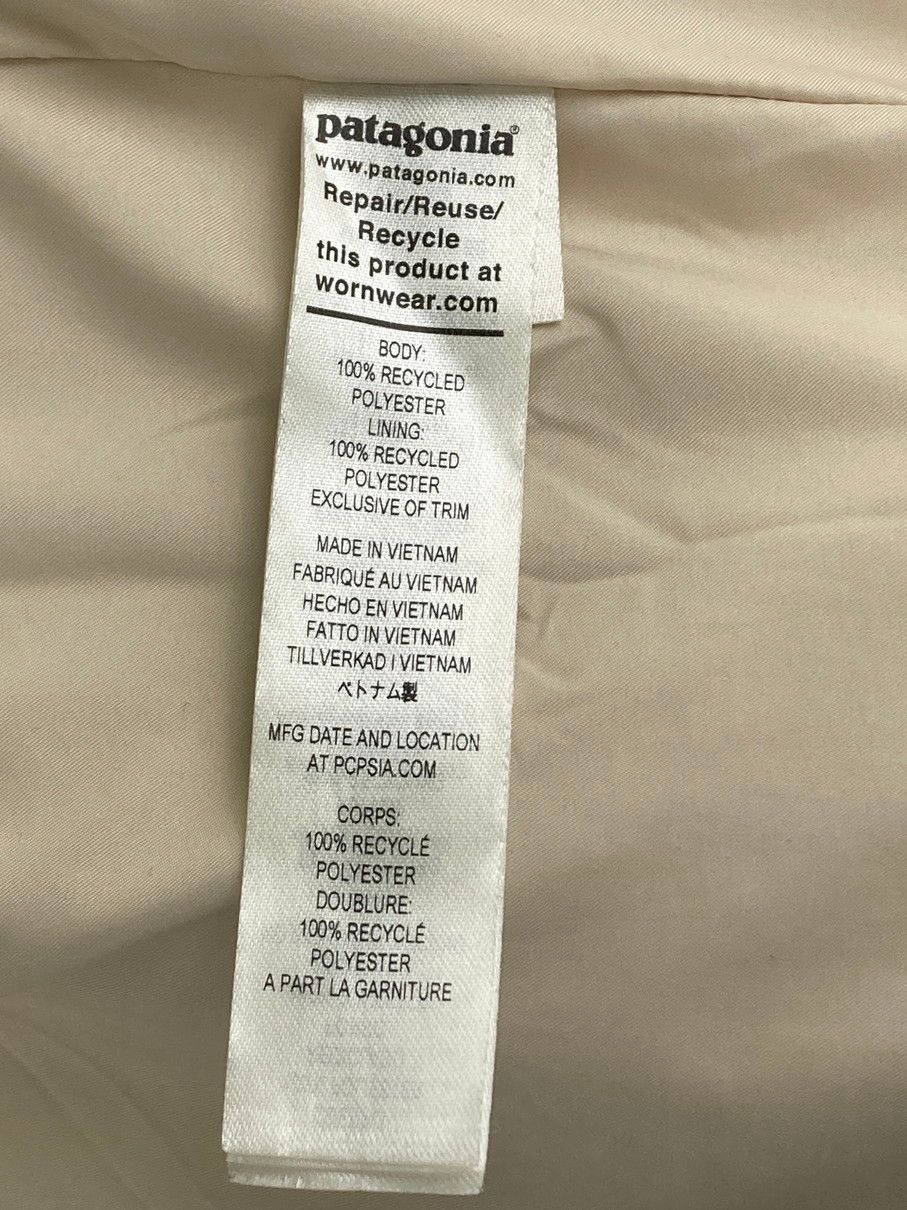 patagonia®
www.patagonia.com
Repair/Reuse/
Recycle
this product at
wornwear.com
BODY:
100% RECYCLED
POLYESTER
LINING:
100% RECYCLED
POLYESTER
EXCLUSIVE OF TRIM
MADE IN VIETNAM
FABRIQUÉ AU VIETNAM
HECHO EN VIETNAM
FATTO IN VIETNAM
TILLVERKAD I VIETNAM
ベトナム製
MFG DATE AND LOCATION
AT PCPSIA.COM
CORPS:
100% RECYCLÉ
POLYESTER
DOUBLURE:
100% RECYCLÉ
POLYESTER
A PART LA GARNITURE